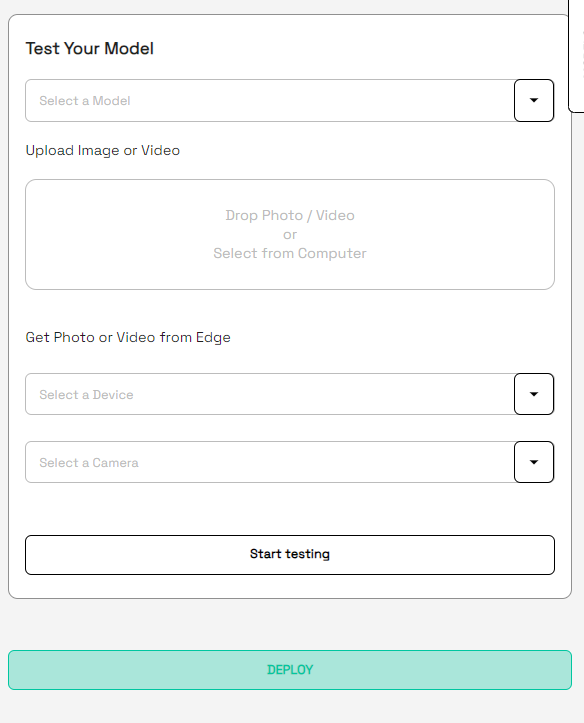 Test Your Model
Select a Model
Upload Image or Video
Drop Photo / Video
or
Select from Computer
Get Photo or Video from Edge
Select a Device
Select a Camera
Start testing
DEPLOY